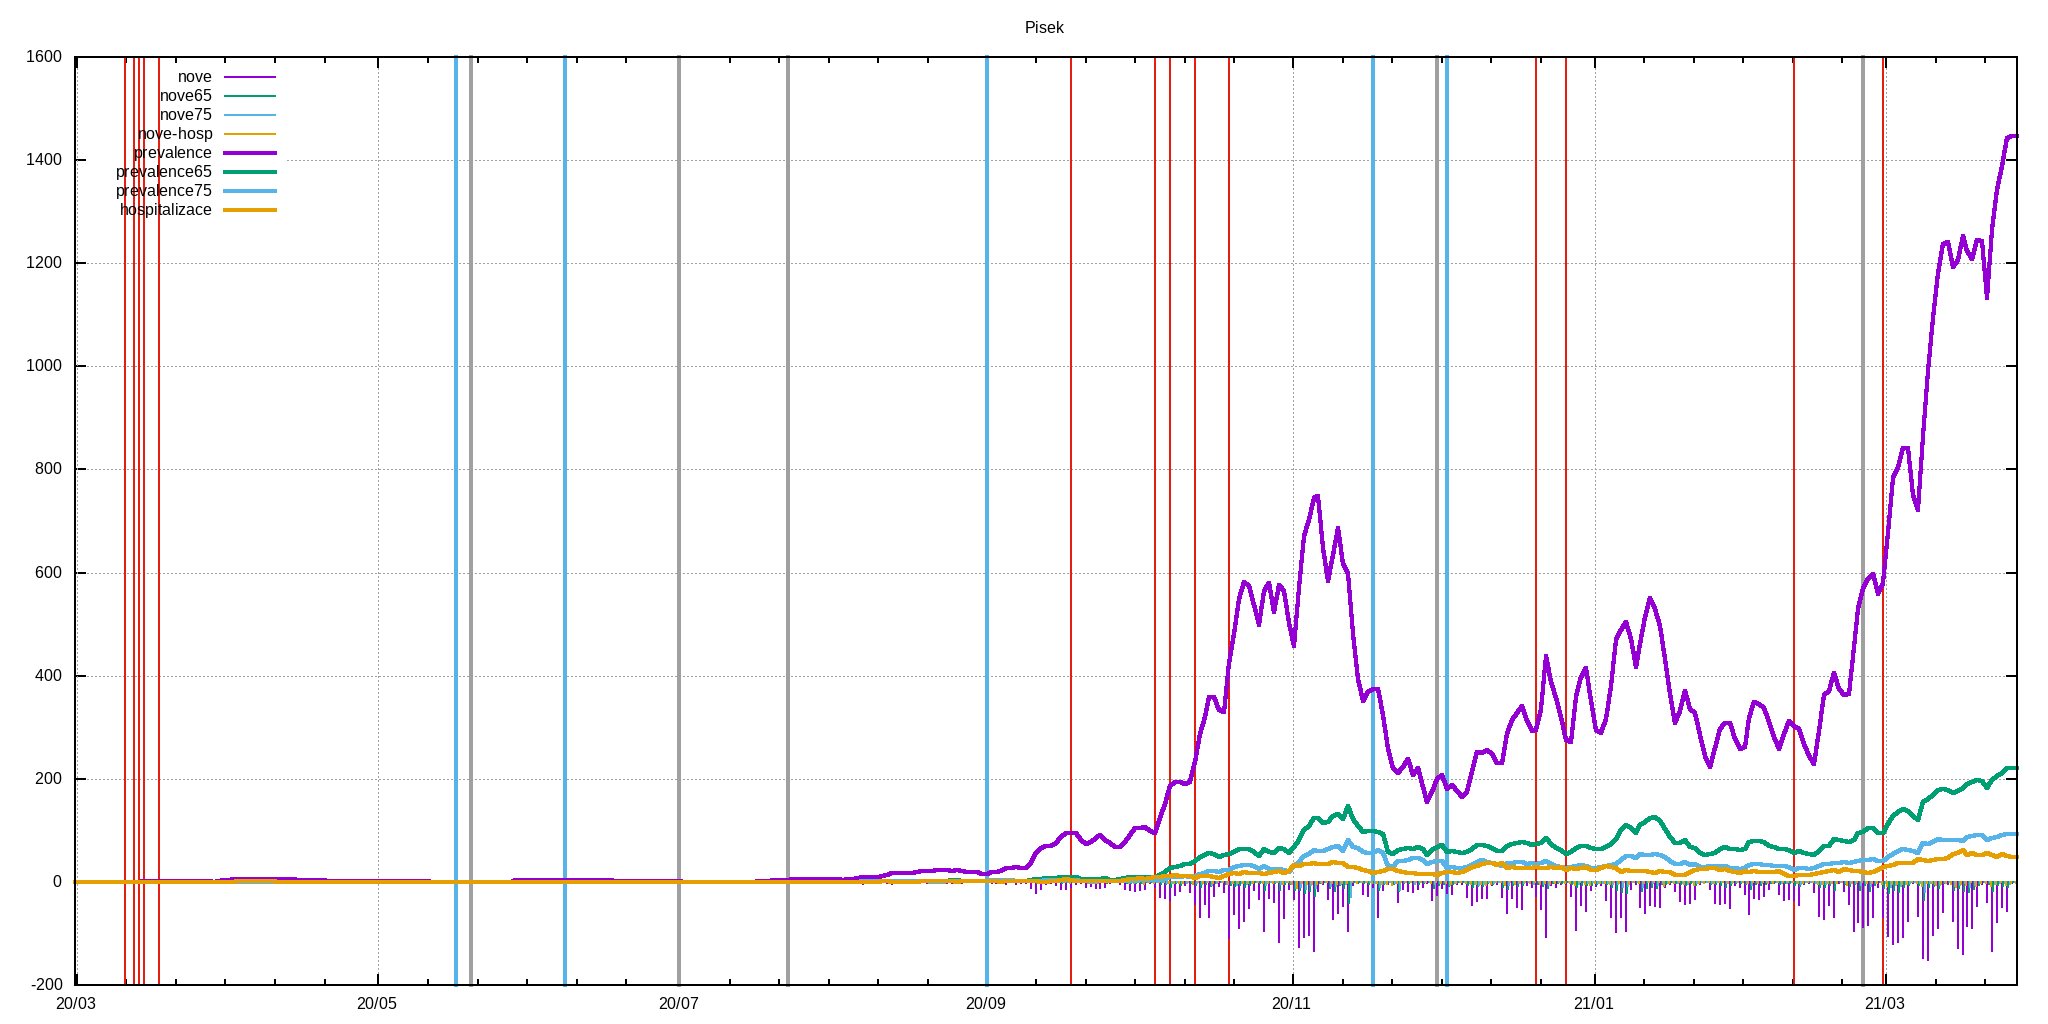 Pisek
1600
1400
1200
1000
800
600
400
200
0
-200
nove
nove65
nove75
nove-hosp
prevalence
prevalence65
prevalence75
hospitalizace
20/03 20/05 20/07 20/09 20/11 21/01 21/03